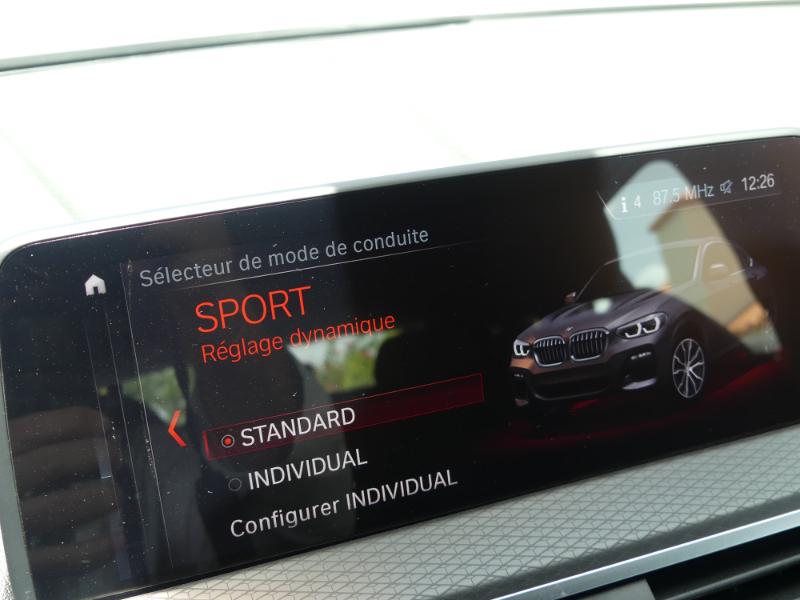 i 4 87.5 MHz 12:26
Sélecteur de mode de conduite
SPORT
Réglage dynamique
STANDARD
INDIVIDUAL
Configurer INDIVIDUAL